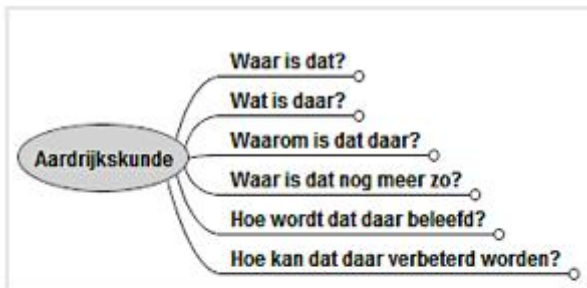 Waar is dat?
Wat is daar?
Waarom is dat daar?
Aardrijkskunde
Waar is dat nog meer zo?
Hoe wordt dat daar beleefd?
Hoe kan dat daar verbeterd worden?